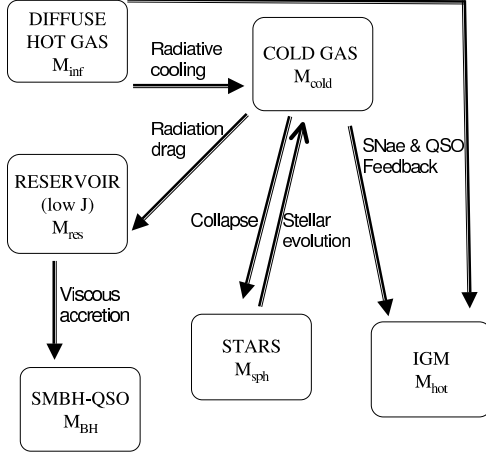 DIFFUSE
HOT GAS
M_inf
Radiative
cooling
COLD GAS
M_cold
Radiation
drag
SNae & QSO
Feedback
RESERVOIR
(low J)
M_res
Collapse
Stellar
evolution
Viscous
accretion
STARS
M_sph
IGM
M_hot
SMBH-QSO
M_BH